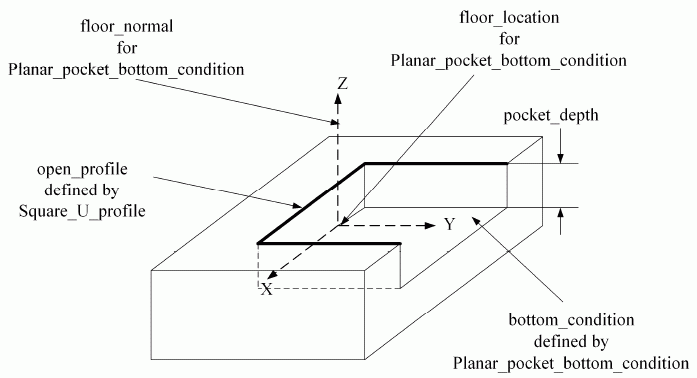 floor_normal
for
Planar_pocket_bottom_condition
floor_location
for
Planar_pocket_bottom_condition
Z
pocket_depth
open_profile
defined by
Square_U_profile
Y
X
bottom_condition
defined by
Planar_pocket_bottom_condition